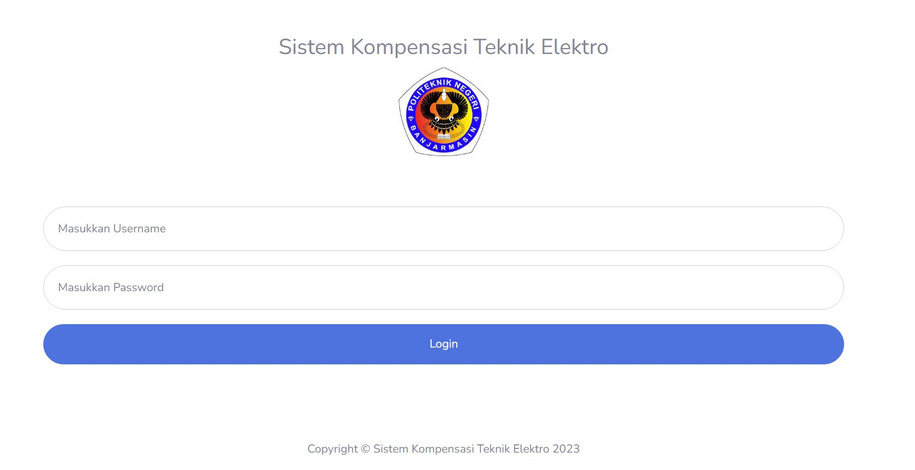 Sistem Kompensasi Teknik Elektro
POLITEKNIK NEGERI
BANJARMASIN
Masukkan Username
Masukkan Password
Login
Copyright © Sistem Kompensasi Teknik Elektro 2023